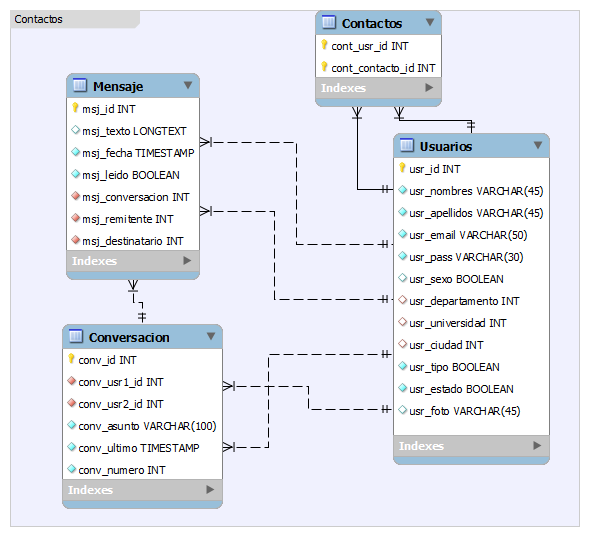 Contactos
Contactos
cont_usr_id INT
cont_contacto_id INT
Indexes
Mensaje
msj_id INT
msj_texto LONGTEXT
msj_fecha TIMESTAMP
msj_leido BOOLEAN
msj_conversacion INT
msj_remitente INT
msj_destinatario INT
Indexes
Usuarios
usr_id INT
usr_nombres VARCHAR(45)
usr_apellidos VARCHAR(45)
usr_email VARCHAR(50)
usr_pass VARCHAR(30)
usr_sexo BOOLEAN
usr_departamento INT
usr_universidad INT
usr_ciudad INT
usr_tipo BOOLEAN
usr_estado BOOLEAN
usr_foto VARCHAR(45)
Indexes
Conversacion
conv_id INT
conv_usr1_id INT
conv_usr2_id INT
conv_asunto VARCHAR(100)
conv_ultimo TIMESTAMP
conv_numero INT
Indexes